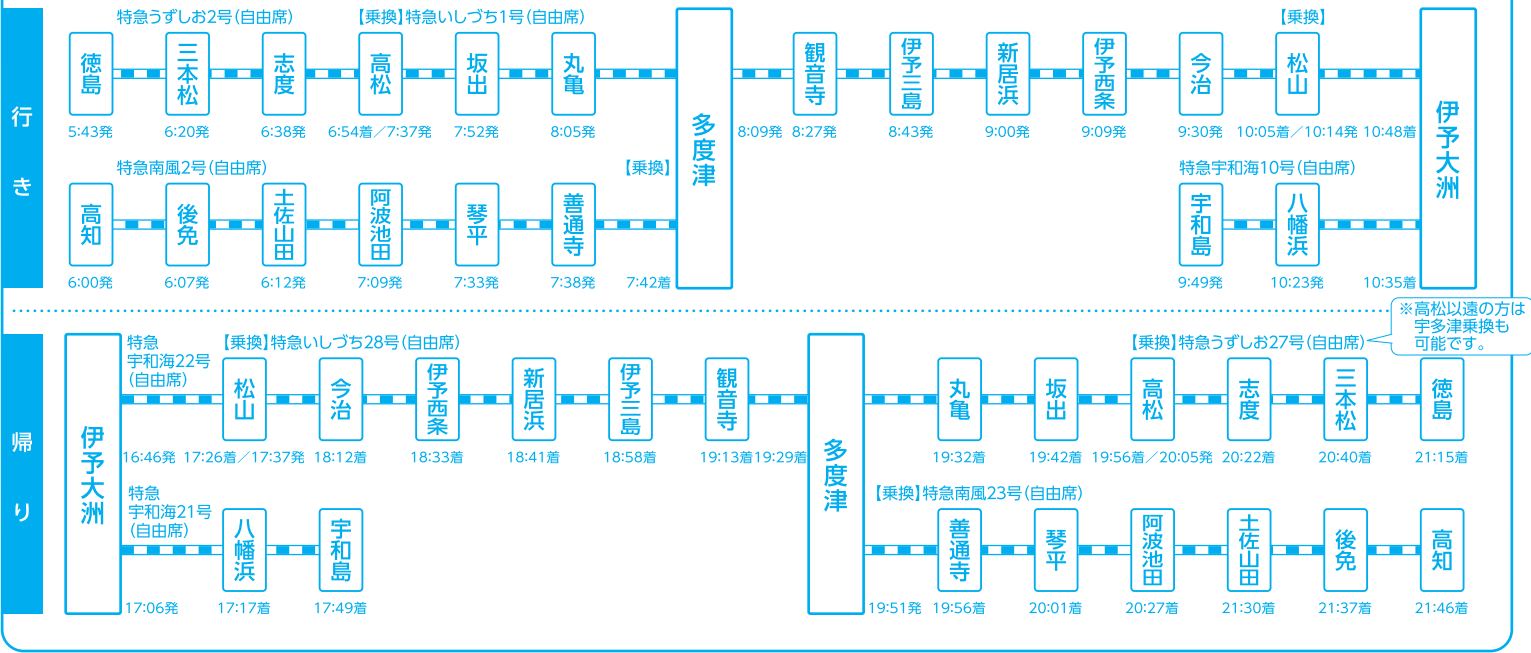 行き
特急うずしお2号(自由席)
【乗換】特急いしづち1号(自由席)
【乗換】
徳島
三本松
志度
高松
坂出
丸亀
多度津
観音寺
伊予三島
新居浜
伊予西条
今治
松山
伊予大洲
5:43発
6:20発
6:38発
6:54着／7:37発
7:52発
8:05発
8:09発
8:27発
8:43発
9:00発
9:09発
9:30発
10:05着／10:14発
10:48着
特急南風2号(自由席)
【乗換】
特急宇和海10号(自由席)
高知
後免
土佐山田
阿波池田
琴平
善通寺
宇和島
八幡浜
6:00発
6:07発
6:12発
7:09発
7:33発
7:38発
7:42着
9:49発
10:23発
10:35着
※高松以遠の方は
宇多津乗換も
可能です。
帰り
伊予大洲
特急
宇和海22号
(自由席)
【乗換】特急いしづち28号(自由席)
【乗換】特急うずしお27号(自由席)
松山
今治
伊予西条
新居浜
伊予三島
観音寺
多度津
丸亀
坂出
高松
志度
三本松
徳島
16:46発
17:26着／17:37発
18:12着
18:33着
18:41着
18:58着
19:13着
19:29着
19:32着
19:42着
19:56着／20:05発
20:22着
20:40着
21:15着
特急
宇和海21号
(自由席)
【乗換】特急南風23号(自由席)
八幡浜
宇和島
善通寺
琴平
阿波池田
土佐山田
後免
高知
17:06発
17:17着
17:49着
19:51発
19:56着
20:01着
20:27着
21:30着
21:37着
21:46着